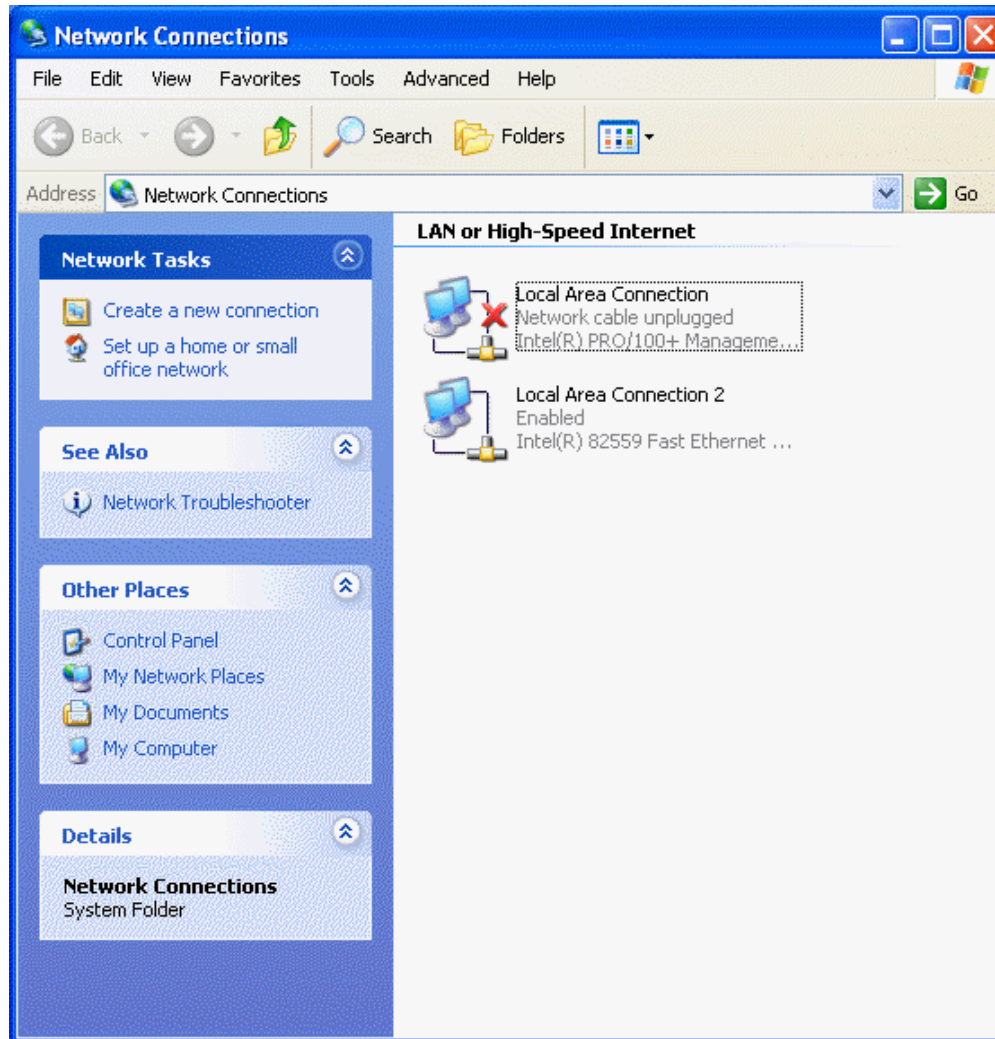 Network Connections
File Edit View Favorites Tools Advanced Help
Back Search Folders
Address Network Connections Go
Network Tasks
Create a new connection
Set up a home or small
office network
See Also
Network Troubleshooter
Other Places
Control Panel
My Network Places
My Documents
My Computer
Details
Network Connections
System Folder
LAN or High-Speed Internet
Local Area Connection
Network cable unplugged
Intel(R) PRO/100+ Manageme...
Local Area Connection 2
Enabled
Intel(R) 82559 Fast Ethernet ...